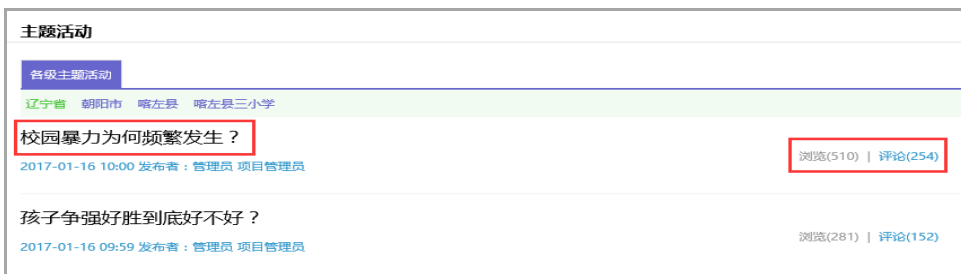 主题活动
各级主题活动
辽宁省 朝阳市 喀左县 喀左县三小学
校园暴力为何频繁发生？
2017-01-16 10:00 发布者：管理员 项目管理员
浏览(510) | 评论(254)
孩子争强好胜到底好不好？
2017-01-16 09:59 发布者：管理员 项目管理员
浏览(281) | 评论(152)